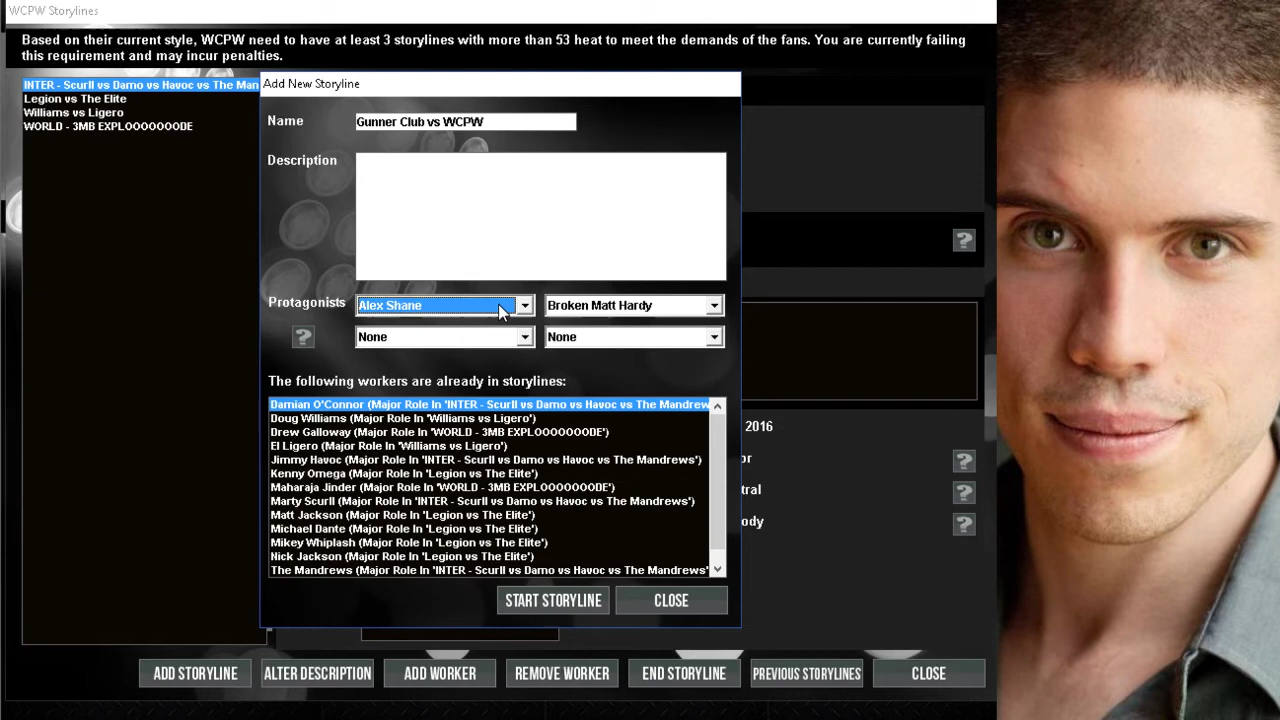 WCPW Storylines
Based on their current style, WCPW need to have at least 3 storylines with more than 53 heat to meet the demands of the fans. You are currently failing
this requirement and may incur penalties.
INTER - Scurll vs Damo vs Havoc vs The Man
Legion vs The Elite
Williams vs Ligero
WORLD - 3MB EXPLOOOOOODE
Add New Storyline
Name
Gunner Club vs WCPW
Description
Protagonists
Alex Shane
Broken Matt Hardy
?
None
None
The following workers are already in storylines:
Damian O'Connor (Major Role In 'INTER - Scurll vs Damo vs Havoc vs The Mandrew
Doug Williams (Major Role In 'Williams vs Ligero')
Drew Galloway (Major Role In 'WORLD - 3MB EXPLOOOOOODE')
El Ligero (Major Role In 'Williams vs Ligero')
Jimmy Havoc (Major Role In 'INTER - Scurll vs Damo vs Havoc vs The Mandrews')
Kenny Omega (Major Role In 'Legion vs The Elite')
Maharaja Jinder (Major Role In 'WORLD - 3MB EXPLOOOOOODE')
Marty Scurll (Major Role In 'INTER - Scurll vs Damo vs Havoc vs The Mandrews')
Matt Jackson (Major Role In 'Legion vs The Elite')
Michael Dante (Major Role In 'Legion vs The Elite')
Mikey Whiplash (Major Role In 'Legion vs The Elite')
Nick Jackson (Major Role In 'Legion vs The Elite')
The Mandrews (Major Role In 'INTER - Scurll vs Damo vs Havoc vs The Mandrews'
START STORYLINE
CLOSE
?
2016
or
?
tral
?
ody
?
ADD STORYLINE
ALTER DESCRIPTION
ADD WORKER
REMOVE WORKER
END STORYLINE
PREVIOUS STORYLINES
CLOSE